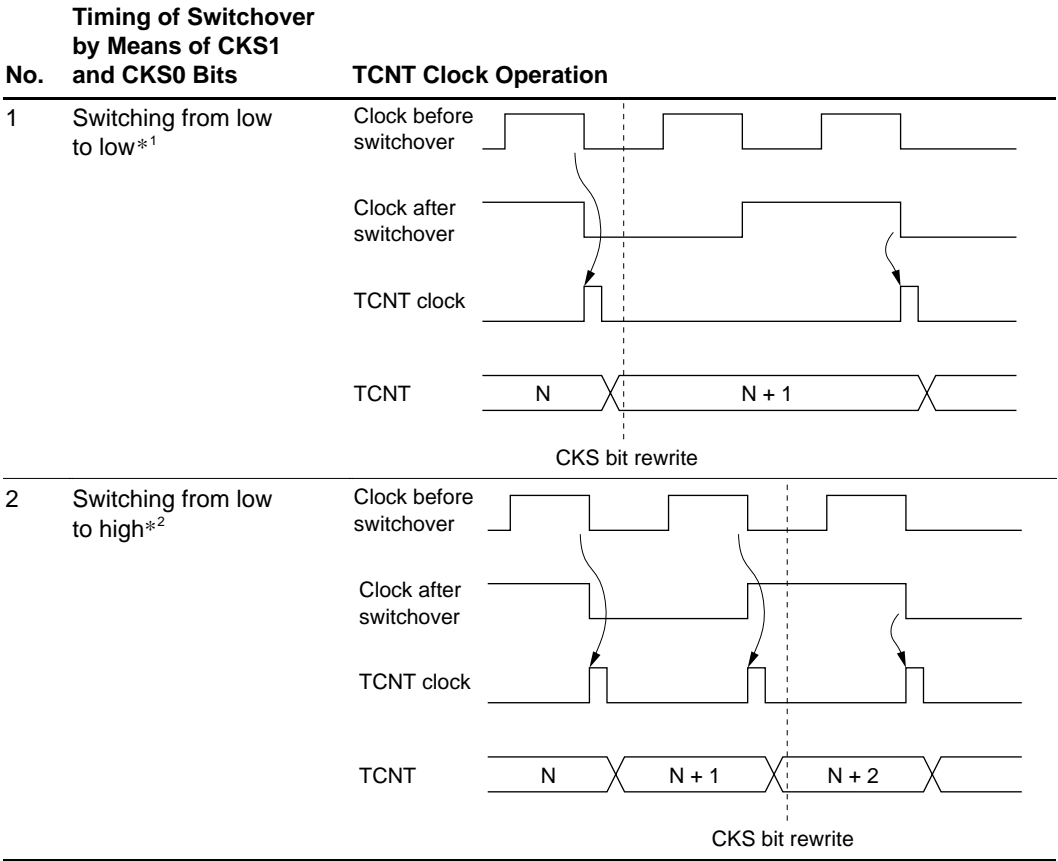 Timing of Switchover
by Means of CKS1
No. and CKS0 Bits TCNT Clock Operation
1 Switching from low
to low*1
Clock before
switchover
Clock after
switchover
TCNT clock
TCNT N N + 1
CKS bit rewrite
2 Switching from low
to high*2
Clock before
switchover
Clock after
switchover
TCNT clock
TCNT N N + 1 N + 2
CKS bit rewrite